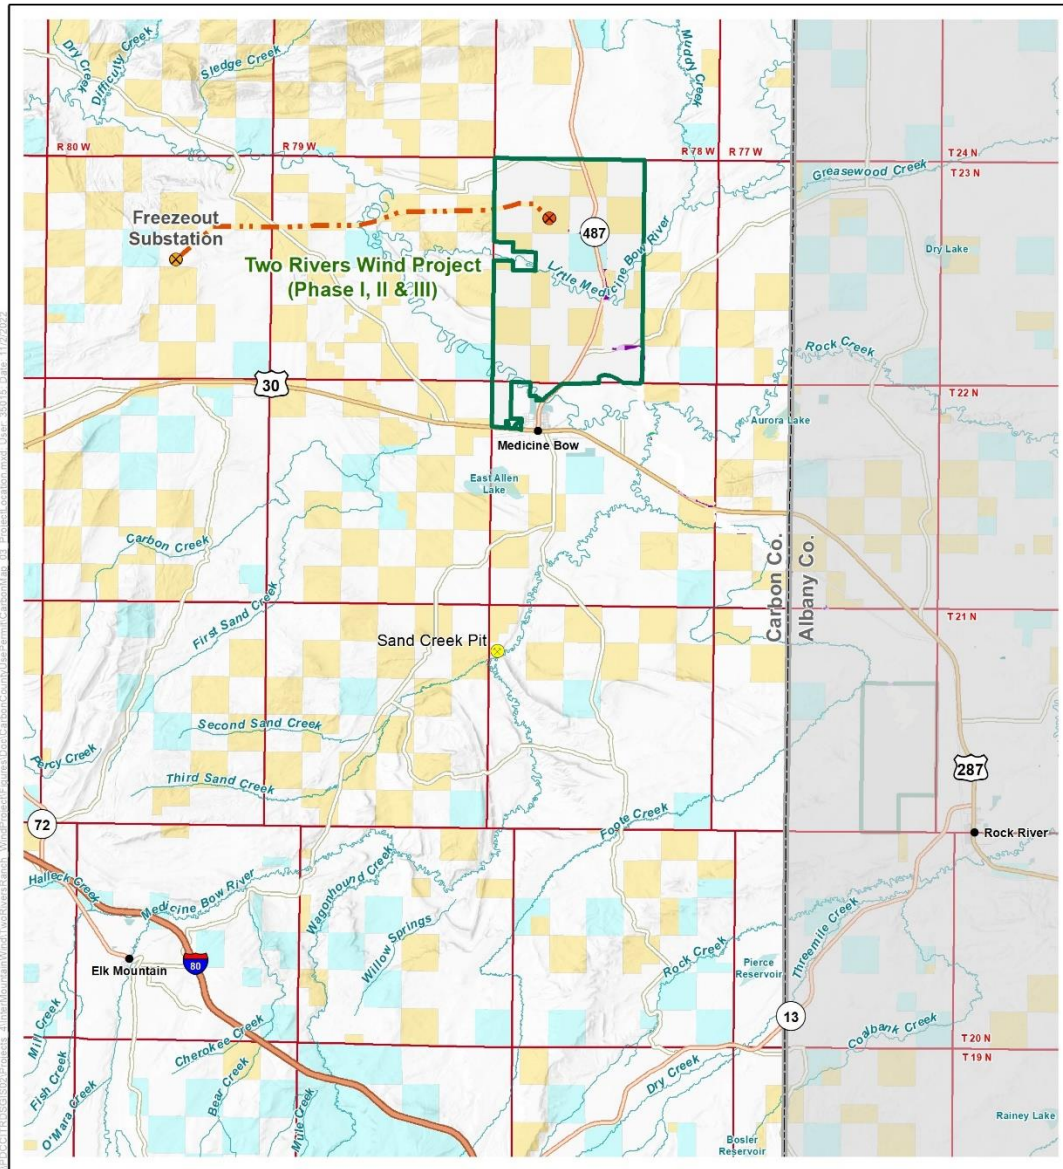 Dry Creek
Difficulty Creek
Sledge Creek
Muddy Creek
R 80 W
R 79 W
R 78 W
R 77 W
T 24 N
T 23 N
Greasewood Creek
Freezeout
Substation
487
Dry Lake
Two Rivers Wind Project
(Phase I, II & III)
Little Medicine Bow River
Rock Creek
30
T 22 N
Aurora Lake
Medicine Bow
East Allen
Lake
Carbon Creek
Carbon Co.
Albany Co.
First Sand Creek
T 21 N
Sand Creek Pit
Second Sand Creek
Percy Creek
Third Sand Creek
287
72
Foote Creek
Rock River
Halleck Creek
Medicine Bow River
Wagonhound Creek
Willow Springs
Rock Creek
Threemile Creek
Elk Mountain
80
Pierce
Reservoir
13
Mill Creek
Cherokee Creek
Coalbank Creek
T 20 N
T 19 N
Fish Creek
O'Mara Creek
Bear Creek
Mule Creek
Dry Creek
Rainey Lake
Bosler
Reservoir